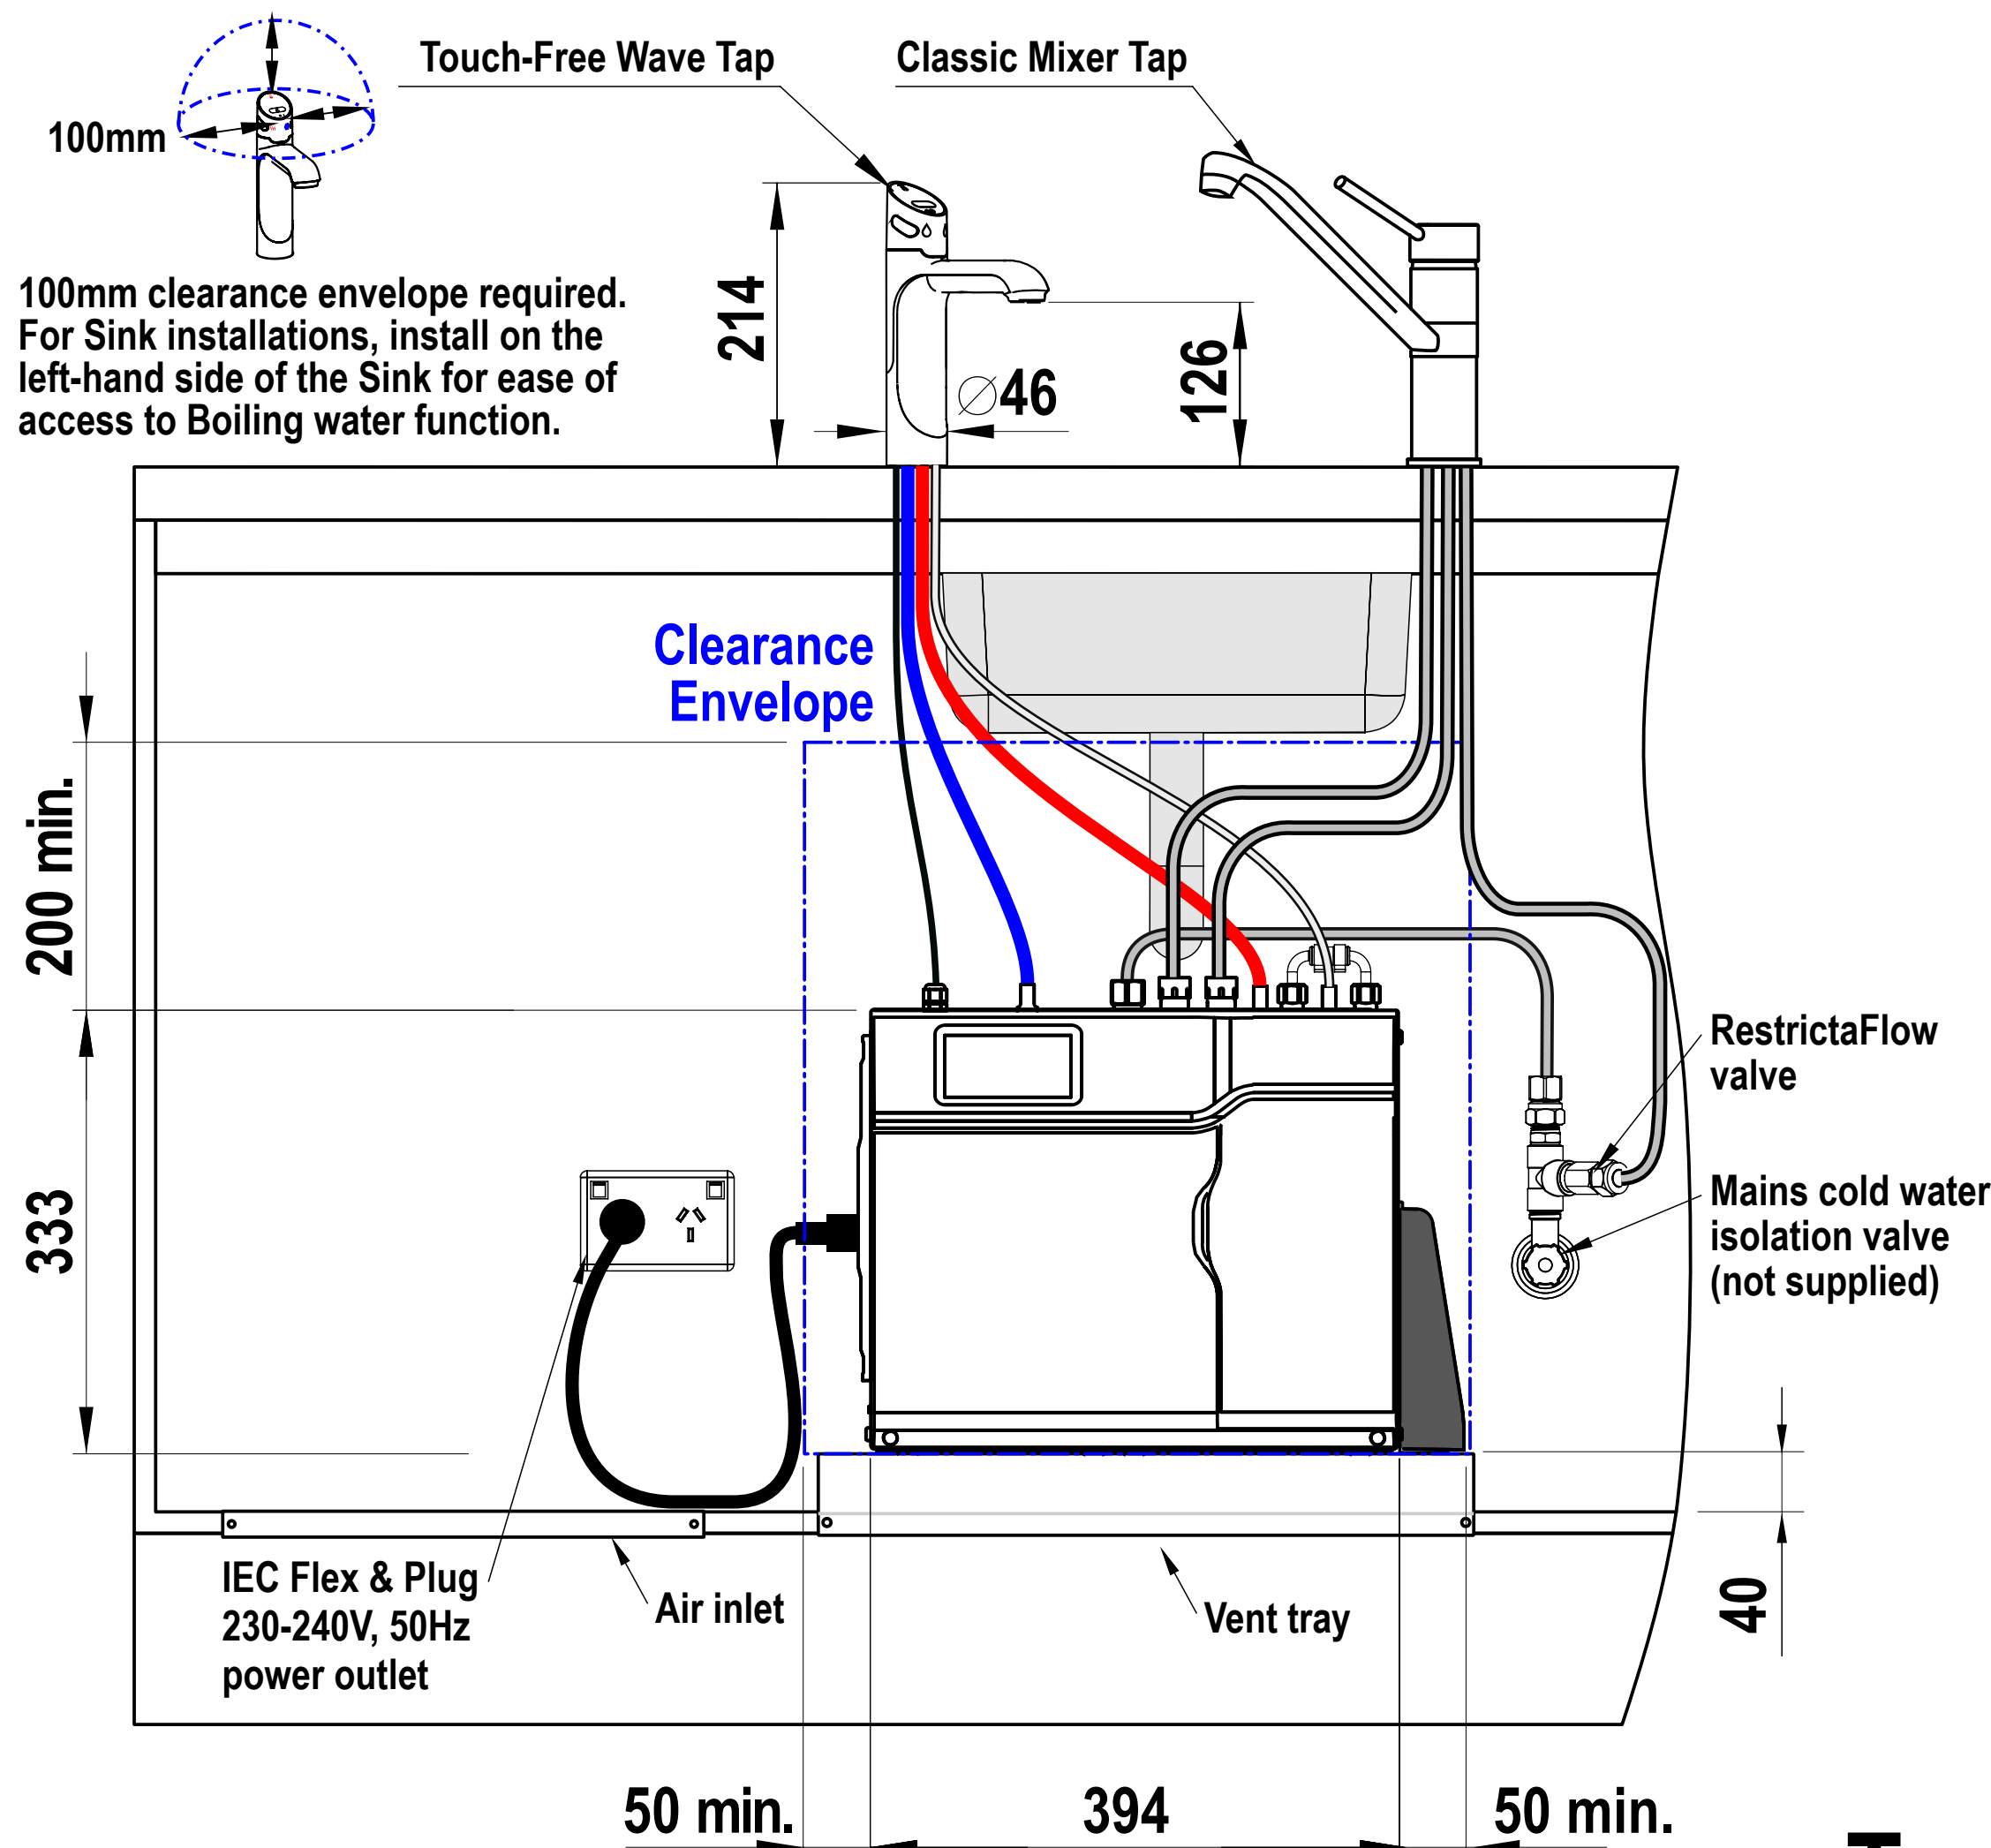 Touch-Free Wave Tap
Classic Mixer Tap
100mm
100mm clearance envelope required.
For Sink installations, install on the
left-hand side of the Sink for ease of
access to Boiling water function.
214
⌀46
126
Clearance
Envelope
200 min.
333
RestrictaFlow
valve
Mains cold water
isolation valve
(not supplied)
IEC Flex & Plug
230-240V, 50Hz
power outlet
Air inlet
Vent tray
40
50 min.
394
50 min.